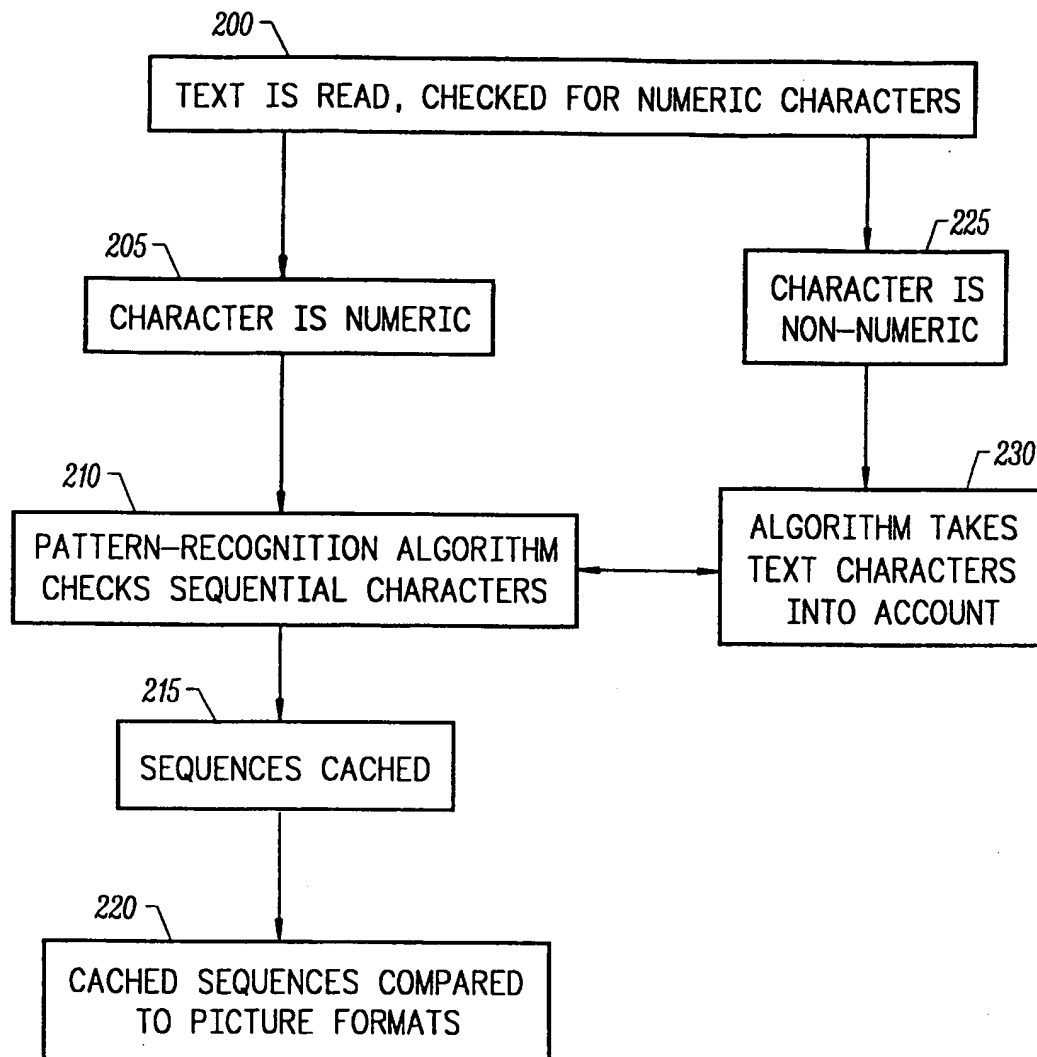 200
TEXT IS READ, CHECKED FOR NUMERIC CHARACTERS
205
CHARACTER IS NUMERIC
225
CHARACTER IS
NON-NUMERIC
210
PATTERN-RECOGNITION ALGORITHM
CHECKS SEQUENTIAL CHARACTERS
230
ALGORITHM TAKES
TEXT CHARACTERS
INTO ACCOUNT
215
SEQUENCES CACHED
220
CACHED SEQUENCES COMPARED
TO PICTURE FORMATS